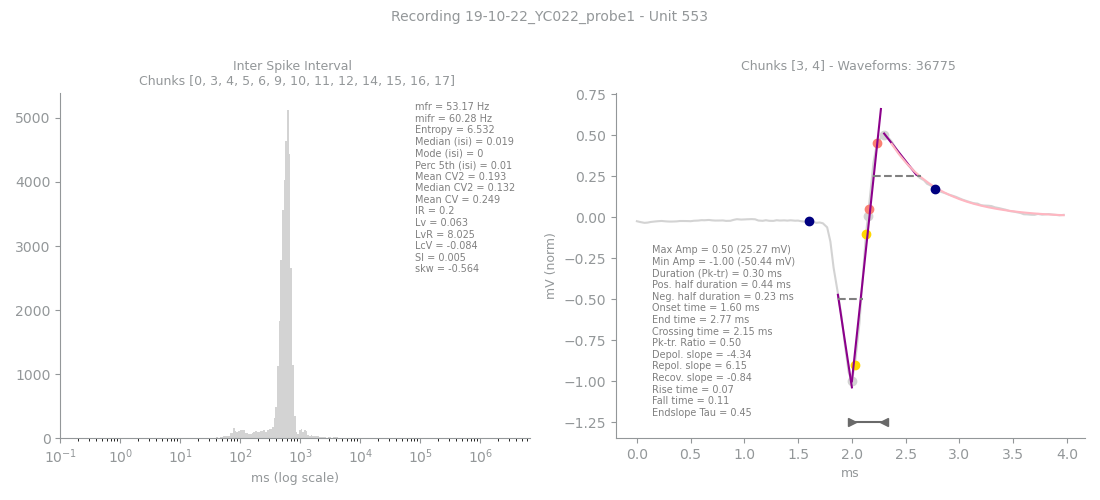 Recording 19-10-22_YC022_probe1 - Unit 553
Inter Spike Interval
Chunks [0, 3, 4, 5, 6, 9, 10, 11, 12, 14, 15, 16, 17]
mfr = 53.17 Hz
mifr = 60.28 Hz
Entropy = 6.532
Median (isi) = 0.019
Mode (isi) = 0
Perc 5th (isi) = 0.01
Mean CV2 = 0.193
Median CV2 = 0.132
Mean CV = 0.249
IR = 0.2
Lv = 0.063
LvR = 8.025
LcV = -0.084
SI = 0.005
skw = -0.564
5000
4000
3000
2000
1000
0
10⁻¹ 10⁰ 10¹ 10² 10³ 10⁴ 10⁵ 10⁶
ms (log scale)
Chunks [3, 4] - Waveforms: 36775
mV (norm)
0.75
0.50
0.25
0.00
−0.25
−0.50
−0.75
−1.00
−1.25
Max Amp = 0.50 (25.27 mV)
Min Amp = -1.00 (-50.44 mV)
Duration (Pk-tr) = 0.30 ms
Pos. half duration = 0.44 ms
Neg. half duration = 0.23 ms
Onset time = 1.60 ms
End time = 2.77 ms
Crossing time = 2.15 ms
Pk-tr. Ratio = 0.50
Depol. slope = -4.34
Repol. slope = 6.15
Recov. slope = -0.84
Rise time = 0.07
Fall time = 0.11
Endslope Tau = 0.45
0.0 0.5 1.0 1.5 2.0 2.5 3.0 3.5 4.0
ms